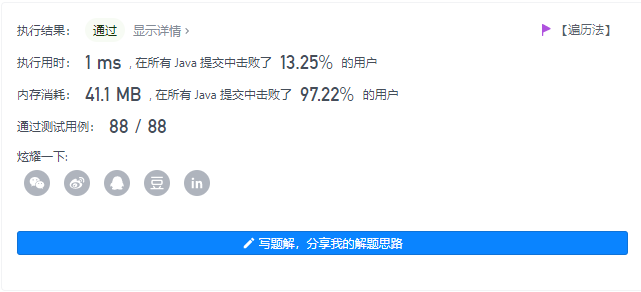 执行结果： 通过 显示详情 › 【遍历法】
执行用时： 1 ms , 在所有 Java 提交中击败了 13.25% 的用户
内存消耗： 41.1 MB , 在所有 Java 提交中击败了 97.22% 的用户
通过测试用例： 88 / 88
炫耀一下:
豆 in
写题解，分享我的解题思路